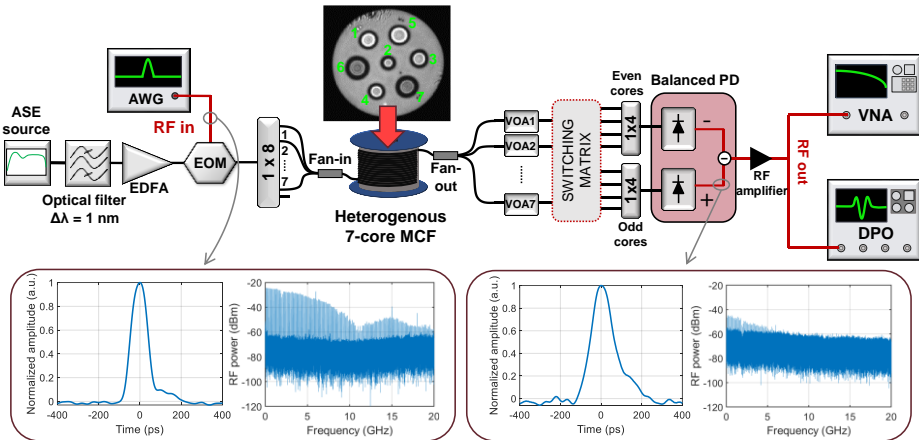 ASE
source
Optical filter
Δλ = 1 nm
EDFA
AWG
RF in
EOM
1 x 8
1
2
7
Fan-in
1
5
2
3
6
4
7
Heterogenous
7-core MCF
Fan-
out
VOA1
VOA2
VOA7
SWITCHING
MATRIX
Even
cores
1x4
1x4
Odd
cores
Balanced PD
−
−
+
RF
amplifier
RF out
VNA
DPO
Normalized amplitude (a.u.)
1
0.8
0.6
0.4
0.2
0
-400
-200
0
200
400
Time (ps)
RF power (dBm)
-20
-40
-60
-80
-100
-120
0
5
10
15
20
Frequency (GHz)
Normalized amplitude (a.u.)
1
0.8
0.6
0.4
0.2
0
-400
-200
0
200
400
Time (ps)
RF power (dBm)
-20
-40
-60
-80
-100
-120
0
5
10
15
20
Frequency (GHz)